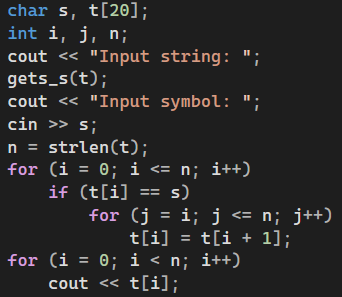 char s, t[20];
int i, j, n;
cout << "Input string: ";
gets_s(t);
cout << "Input symbol: ";
cin >> s;
n = strlen(t);
for (i = 0; i <= n; i++)
    if (t[i] == s)
        for (j = i; j <= n; j++)
            t[i] = t[i + 1];
for (i = 0; i < n; i++)
    cout << t[i];